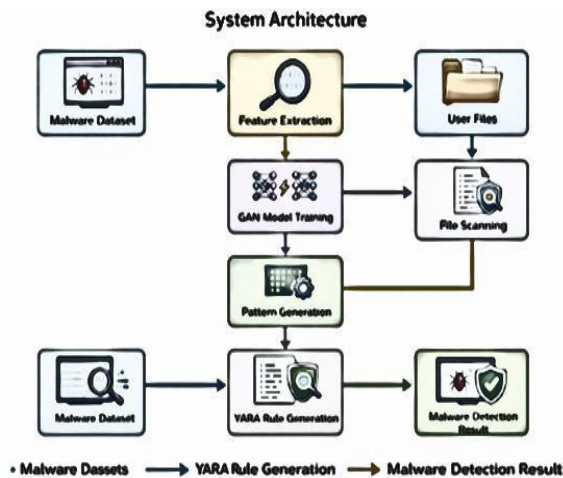 System Architecture
Malware Dataset
Feature Extraction
User Files
GAN Model Training
File Scanning
Pattern Generation
Malware Dataset
YARA Rule Generation
Malware Detection
Result
• Malware Dassets
YARA Rule Generation
Malware Detection Result